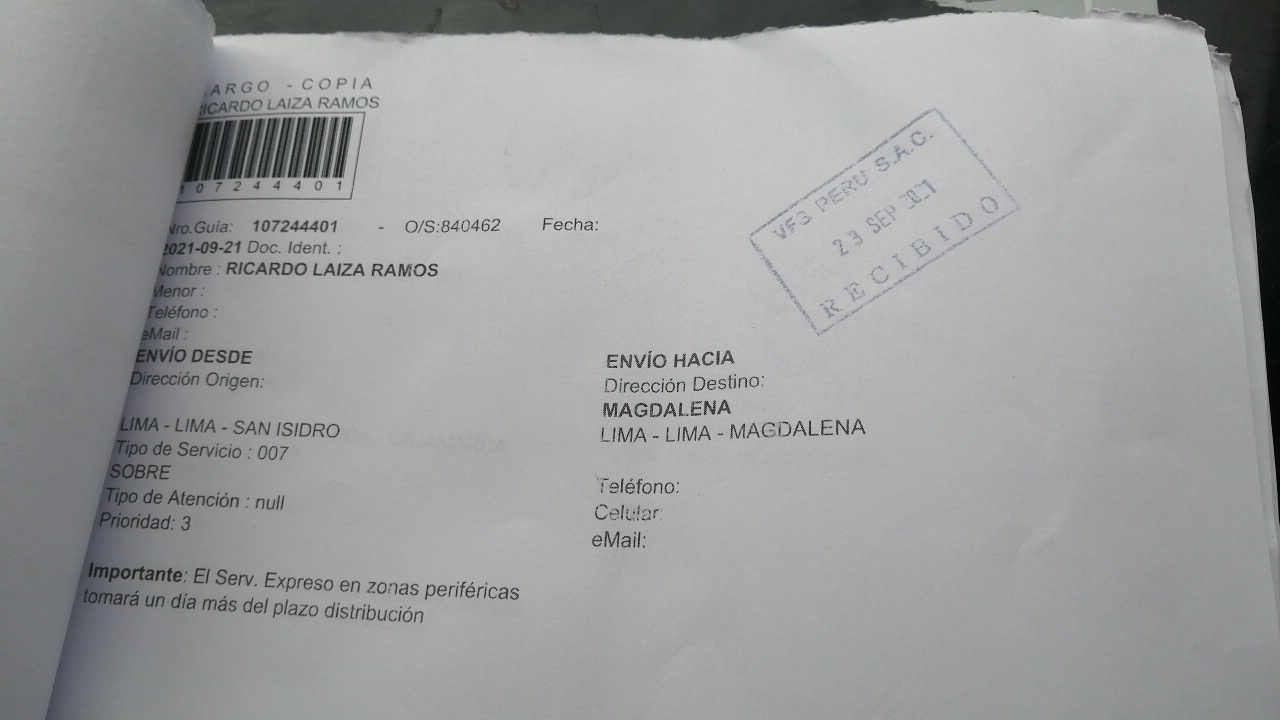 ARGO - COPIA
RICARDO LAIZA RAMOS
107244401
Nro.Guía: 107244401 - O/S:840462 Fecha:
2021-09-21 Doc. Ident. :
Nombre : RICARDO LAIZA RAMOS
Menor :
Teléfono :
eMail :
ENVÍO DESDE
Dirección Origen:
LIMA - LIMA - SAN ISIDRO
Tipo de Servicio : 007
SOBRE
Tipo de Atención : null
Prioridad: 3
Importante: El Serv. Expreso en zonas periféricas
tomará un día más del plazo distribución
ENVÍO HACIA
Dirección Destino:
MAGDALENA
LIMA - LIMA - MAGDALENA
Teléfono:
Celular:
eMail:
VFS PERU S.A.C.
23 SEP 2021
RECIBIDO